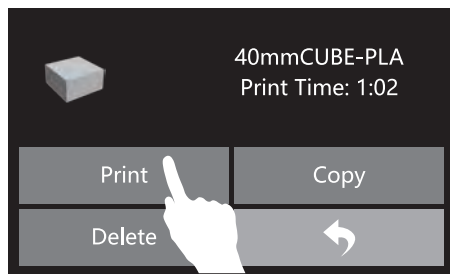 40mmCUBE-PLA
Print Time: 1:02
Print
Copy
Delete